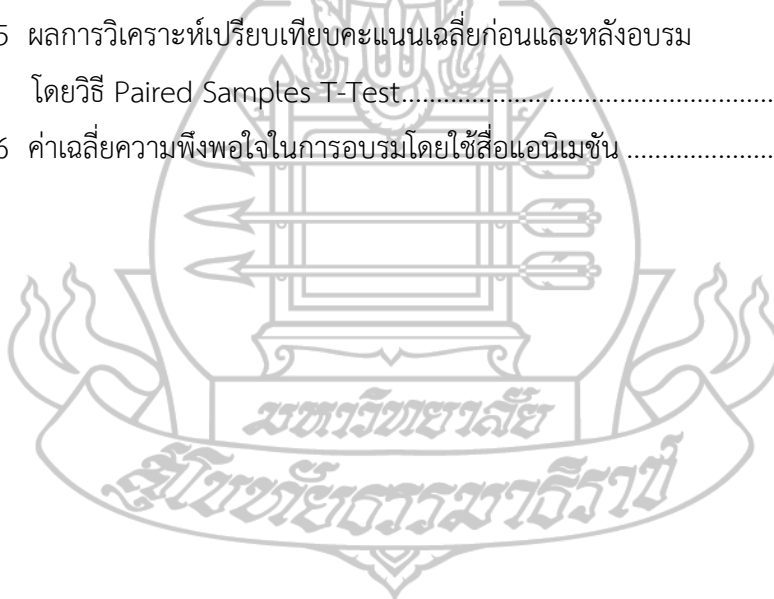 5 ผลการวิเคราะห์เปรียบเทียบคะแนนเฉลี่ยก่อนและหลังอบรม
โดยวิธี Paired Samples T-Test......................................................
6 ค่าเฉลี่ยความพึงพอใจในการอบรมโดยใช้สื่อแอนิเมชัน .....................
มหาวิทยาลัย
สุโขทัยธรรมาธิราช